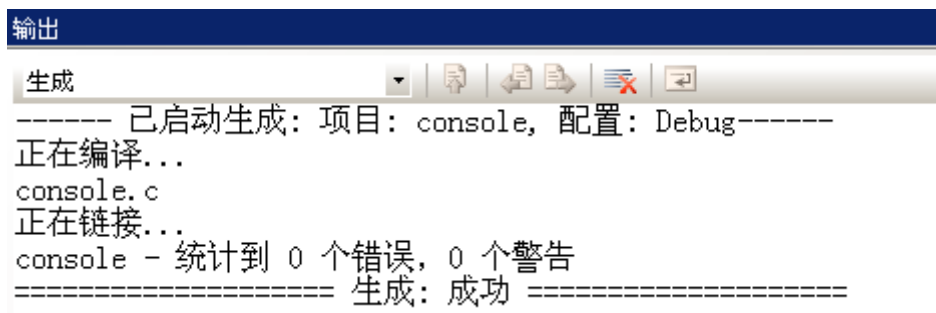 输出
生成
------ 已启动生成: 项目: console, 配置: Debug------
正在编译...
console.c
正在链接...
console - 统计到 0 个错误, 0 个警告
==================== 生成: 成功 ====================